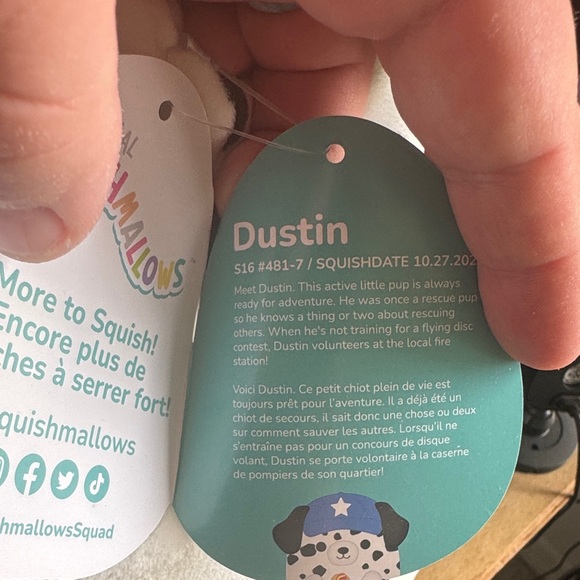 MALLOWS
More to Squish!
Encore plus de
à serrer fort!
quishmallows
hmallowsSquad
Dustin
S16 #481-7 / SQUISHDATE 10.27.202
Meet Dustin. This active little pup is always
ready for adventure. He was once a rescue pup
so he knows a thing or two about rescuing
others. When he's not training for a flying disc
contest, Dustin volunteers at the local fire
station!
Voici Dustin. Ce petit chiot plein de vie est
toujours prêt pour l'aventure. Il a déjà été un
chiot de secours, il sait donc une chose ou deux
sur comment sauver les autres. Lorsqu'il ne
s'entraîne pas pour un concours de disque
volant, Dustin se porte volontaire à la caserne
de pompiers de son quartier!